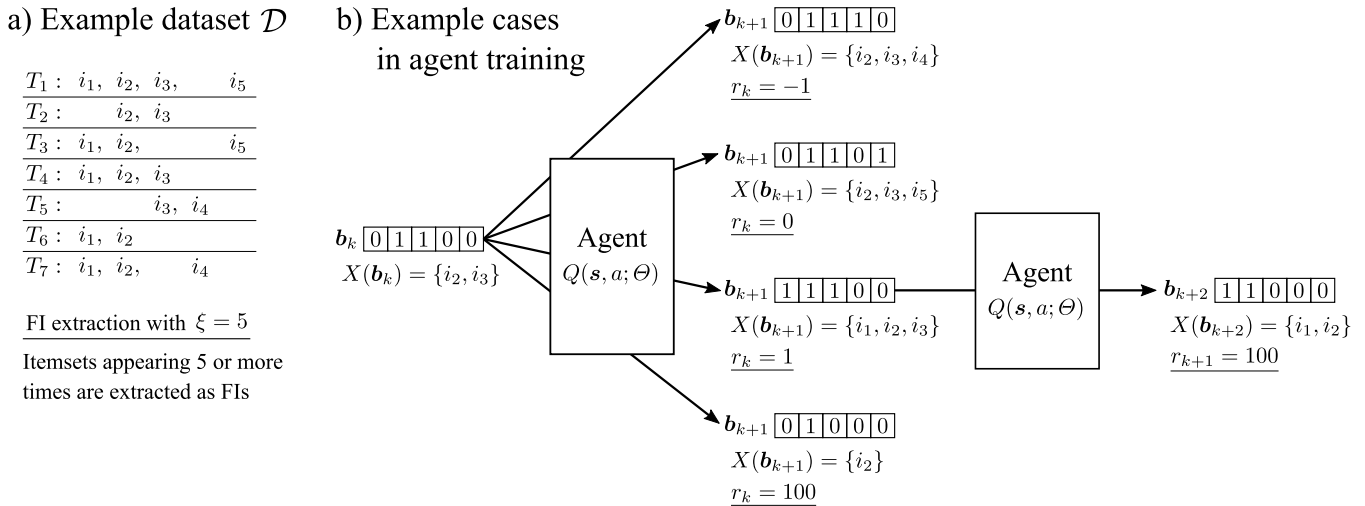 a) Example dataset 𝒟
T₁ : i₁, i₂, i₃, i₅
T₂ : i₂, i₃
T₃ : i₁, i₂, i₅
T₄ : i₁, i₂, i₃
T₅ : i₃, i₄
T₆ : i₁, i₂
T₇ : i₁, i₂, i₄
FI extraction with ξ = 5
Itemsets appearing 5 or more
times are extracted as FIs
b) Example cases
in agent training
b_k 0 1 1 0 0
X(b_k) = {i₂, i₃}
Agent
Q(s, a; Θ)
b_{k+1} 0 1 1 1 0
X(b_{k+1}) = {i₂, i₃, i₄}
r_k = −1
b_{k+1} 0 1 1 0 1
X(b_{k+1}) = {i₂, i₃, i₅}
r_k = 0
b_{k+1} 1 1 1 0 0
X(b_{k+1}) = {i₁, i₂, i₃}
r_k = 1
b_{k+1} 0 1 0 0 0
X(b_{k+1}) = {i₂}
r_k = 100
Agent
Q(s, a; Θ)
b_{k+2} 1 1 0 0 0
X(b_{k+2}) = {i₁, i₂}
r_{k+1} = 100